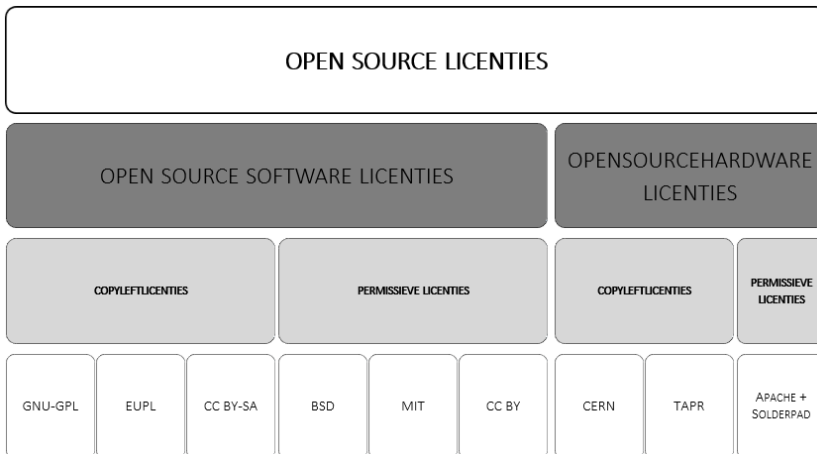 OPEN SOURCE LICENTIES
OPEN SOURCE SOFTWARE LICENTIES
OPENSOURCEHARDWARE
LICENTIES
COPYLEFTLICENTIES
PERMISSIEVE LICENTIES
COPYLEFTLICENTIES
PERMISSIEVE
LICENTIES
GNU-GPL
EUPL
CC BY-SA
BSD
MIT
CC BY
CERN
TAPR
APACHE +
SOLDERPAD